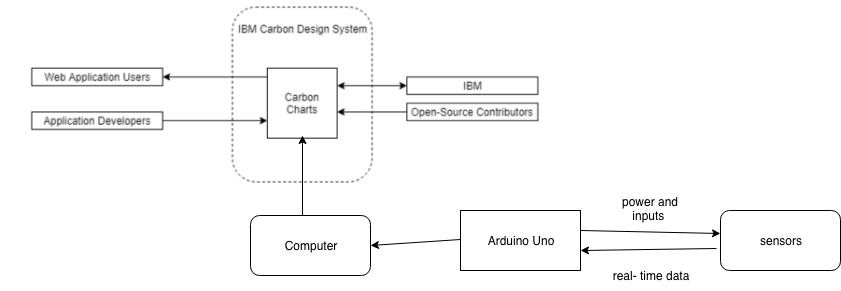 IBM Carbon Design System
Web Application Users
Carbon
Charts
IBM
Application Developers
Open-Source Contributors
power and
inputs
Computer
Arduino Uno
sensors
real- time data